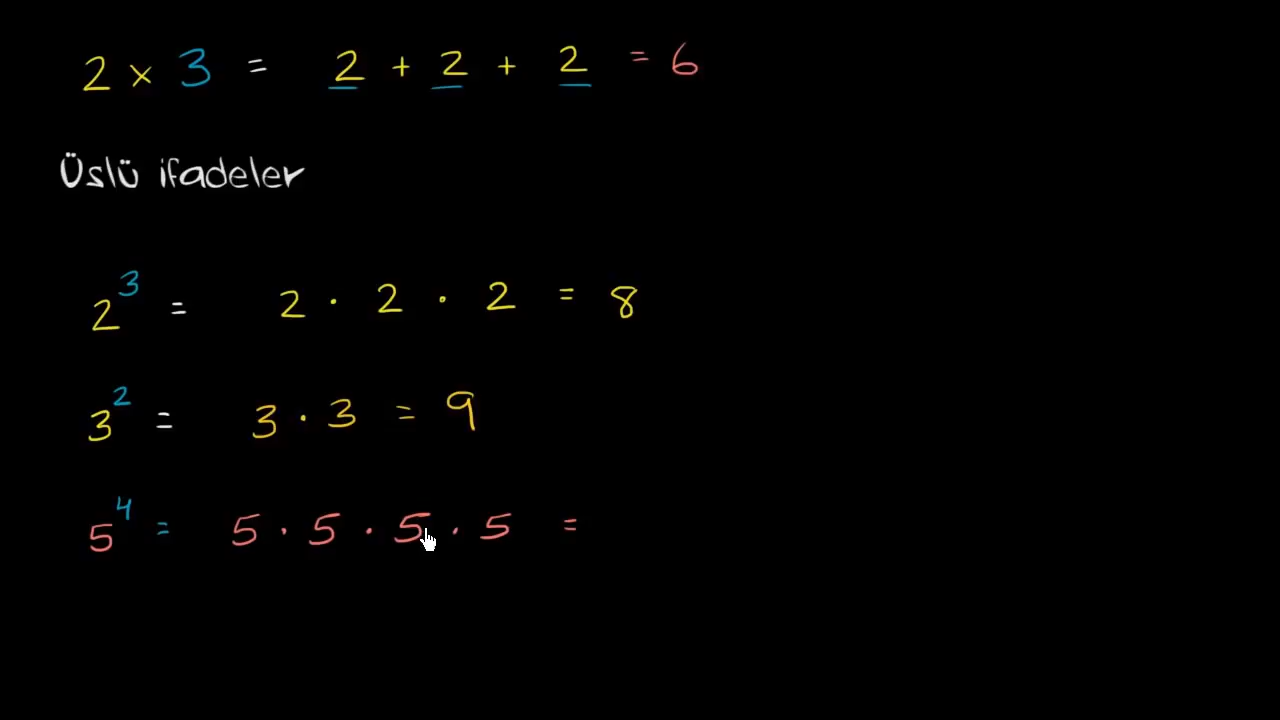 2 × 3 = 2 + 2 + 2 = 6
Üslü ifadeler
2³ = 2 · 2 · 2 = 8
3² = 3 · 3 = 9
5⁴ = 5 · 5 · 5 · 5 =